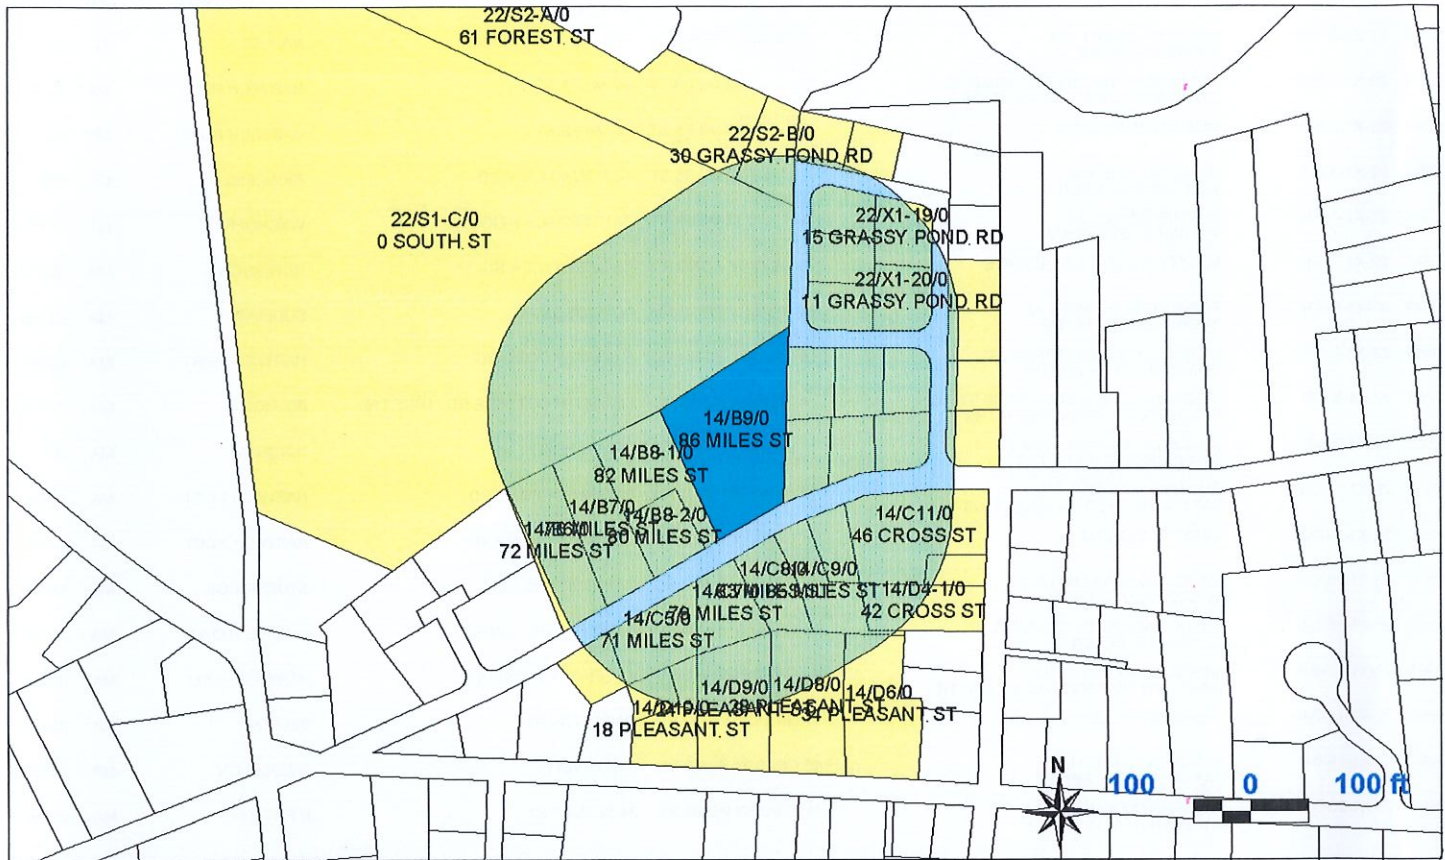 22/S2-A/0
61 FOREST ST
22/S2-B/0
30 GRASSY POND RD
22/S1-C/0
0 SOUTH ST
22/X1-19/0
15 GRASSY POND RD
22/X1-20/0
11 GRASSY POND RD
14/B9/0
86 MILES ST
14/B8-1/0
82 MILES ST
14/B7/0
14/B8-2/0
80 MILES ST
72 MILES ST
14/C11/0
46 CROSS ST
14/C8/0
14/C9/0
14/D4-1/0
42 CROSS ST
MILES ST
14/C5/0
71 MILES ST
14/D9/0
14/D8/0
14/D6/0
34 PLEASANT ST
18 PLEASANT ST
N
100 0 100 ft